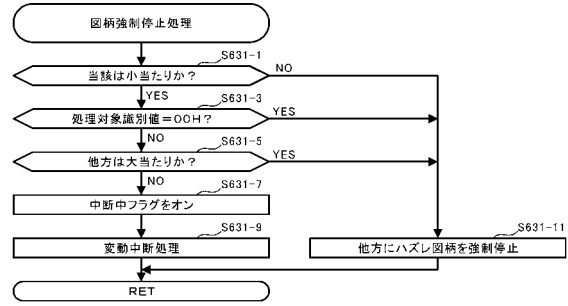 図柄強制停止処理
S631-1
当該は小当たりか?
NO
YES
S631-3
処理対象識別値=00H?
YES
NO
S631-5
他方は大当たりか?
YES
NO
S631-7
中断中フラグをオン
S631-9
変動中断処理
S631-11
他方にハズレ図柄を強制停止
RET